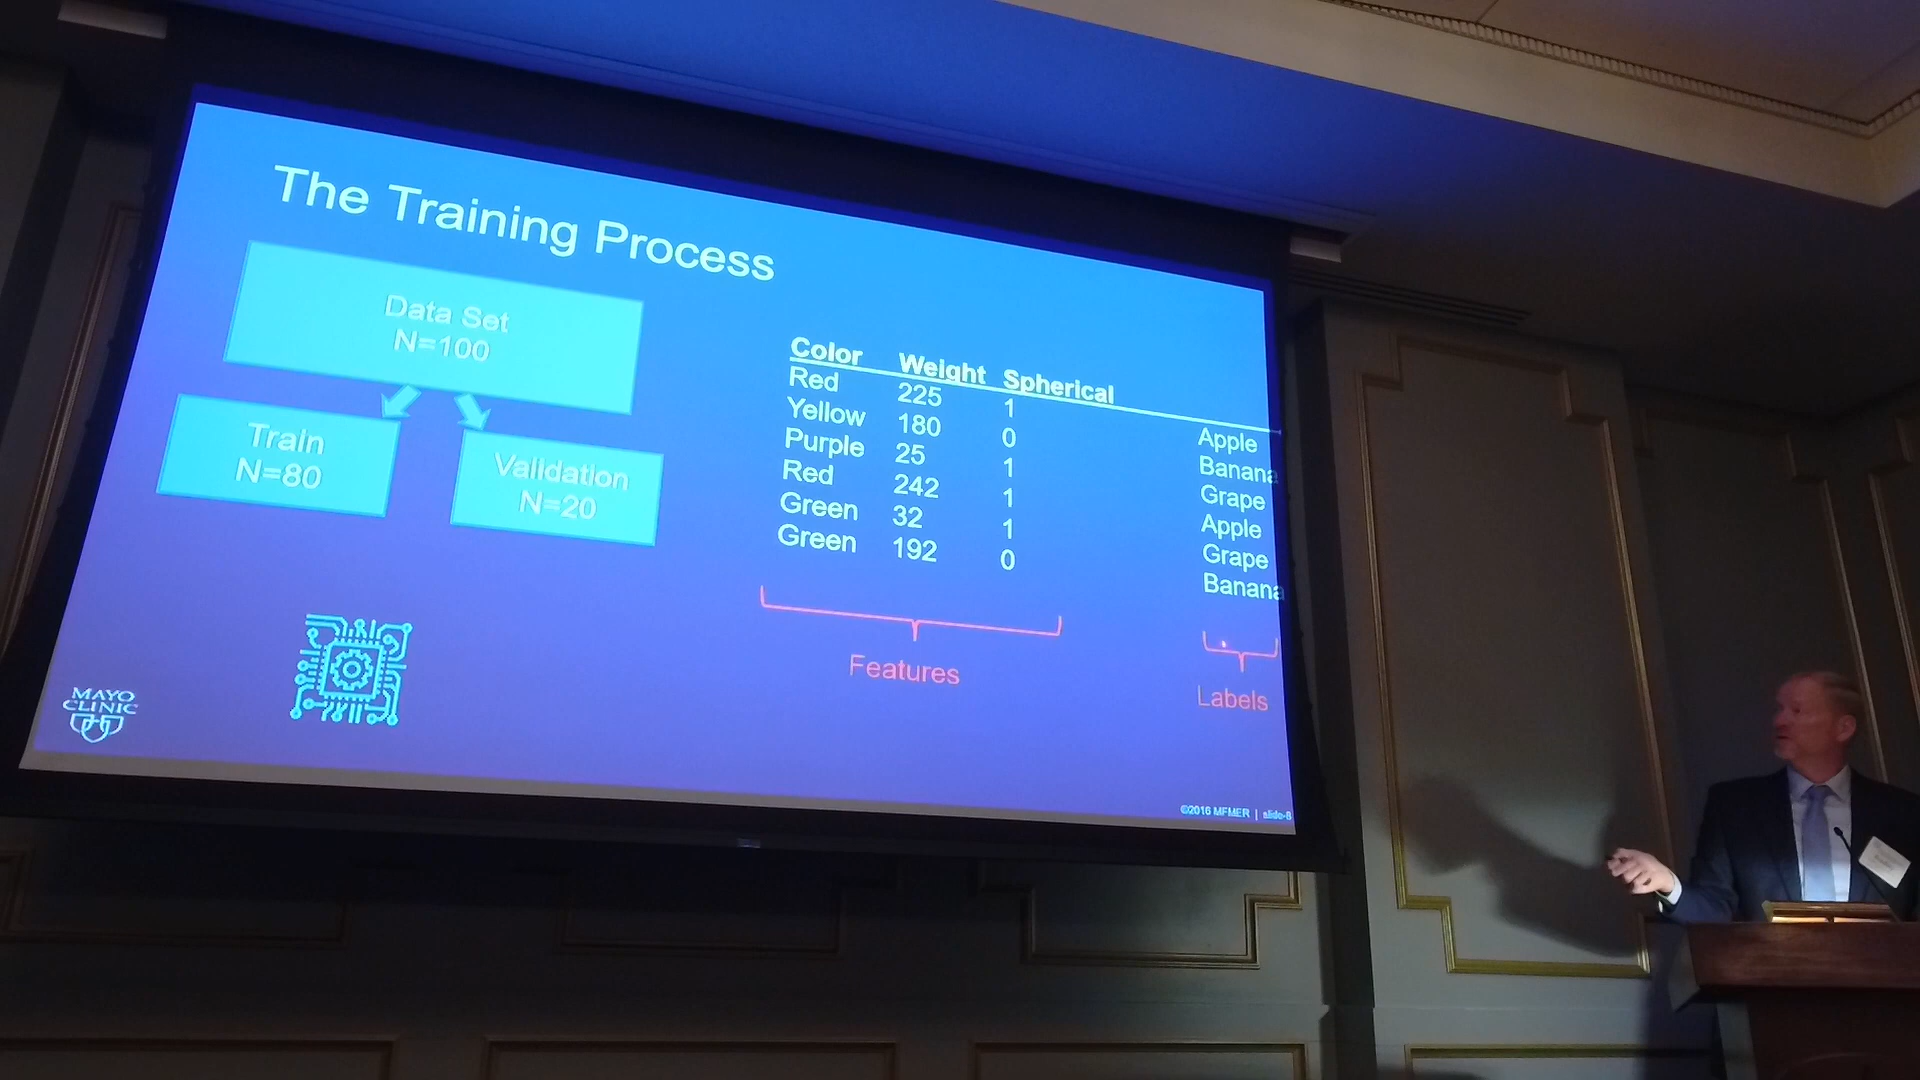 The Training Process
Data Set
N=100
Train
N=80
Validation
N=20
Color Weight Spherical
Red 225 1 Apple
Yellow 180 0 Banana
Purple 25 1 Grape
Red 242 1 Apple
Green 32 1 Grape
Green 192 0 Banana
Features
Labels
MAYO
CLINIC
©2016 MFMER | slide-8